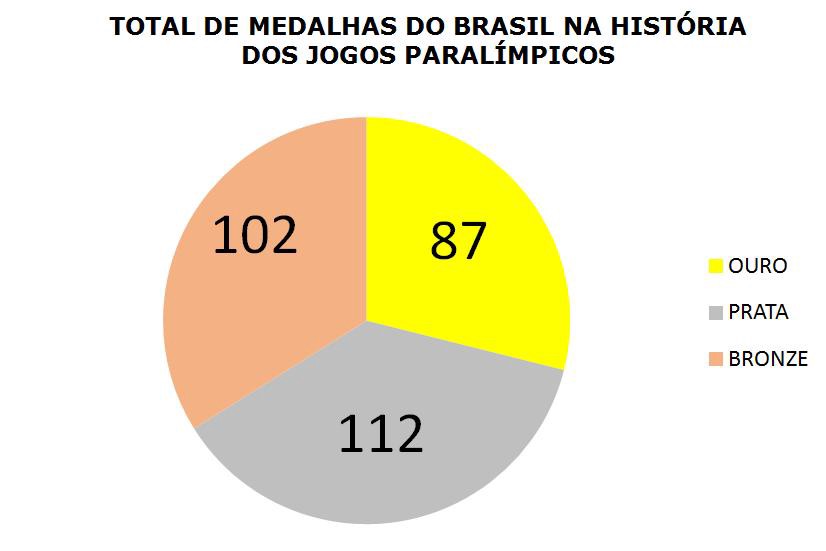 TOTAL DE MEDALHAS DO BRASIL NA HISTÓRIA
DOS JOGOS PARALÍMPICOS
102
87
112
OURO
PRATA
BRONZE